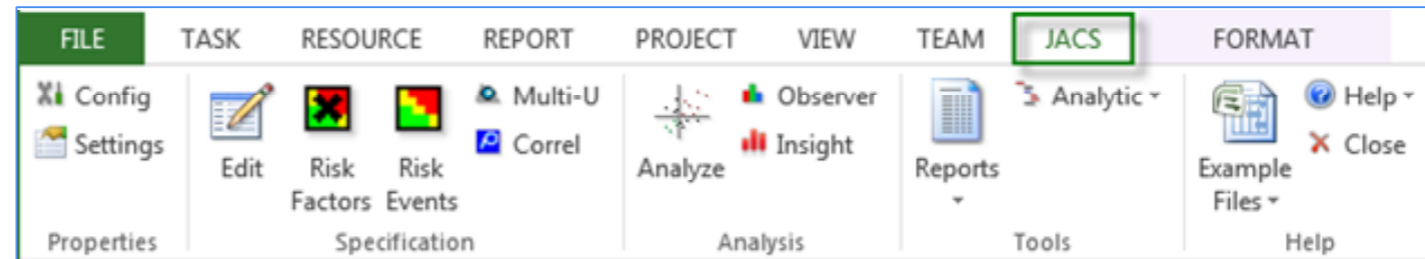 FILE TASK RESOURCE REPORT PROJECT VIEW TEAM JACS FORMAT
Config
Settings
Properties
Edit
Risk
Factors
Risk
Events
Multi-U
Correl
Specification
Analyze
Observer
Insight
Analysis
Reports
Analytic
Tools
Example
Files
Help
Close
Help